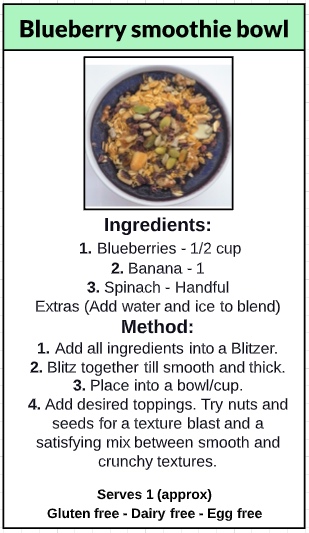 Blueberry smoothie bowl
Ingredients:
1. Blueberries - 1/2 cup
2. Banana - 1
3. Spinach - Handful
Extras (Add water and ice to blend)
Method:
1. Add all ingredients into a Blitzer.
2. Blitz together till smooth and thick.
3. Place into a bowl/cup.
4. Add desired toppings. Try nuts and
seeds for a texture blast and a
satisfying mix between smooth and
crunchy textures.
Serves 1 (approx)
Gluten free - Dairy free - Egg free